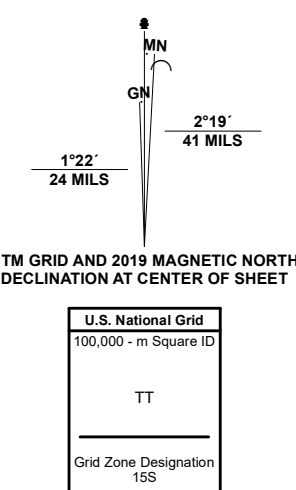 MN
GN
2°19´
41 MILS
1°22´
24 MILS
TM GRID AND 2019 MAGNETIC NORTH
DECLINATION AT CENTER OF SHEET
U.S. National Grid
100,000 - m Square ID
TT
Grid Zone Designation
15S